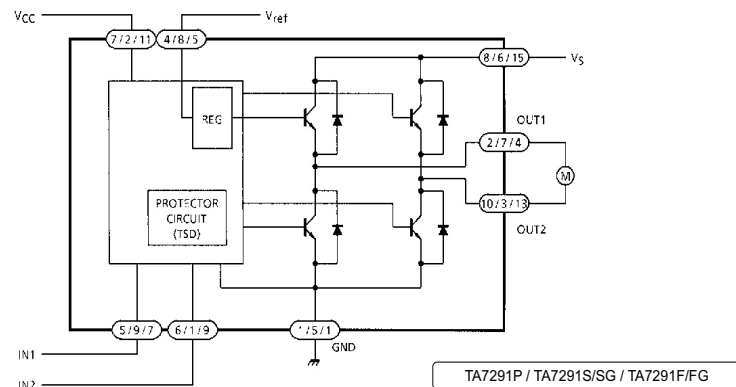 VCC
Vref
7/2/11
4/8/5
8/6/15
VS
REG
OUT1
2/7/4
M
PROTECTOR
CIRCUIT
(TSD)
10/3/13
OUT2
5/9/7
6/1/9
1/5/1
GND
IN1
IN2
TA7291P / TA7291S/SG / TA7291F/FG